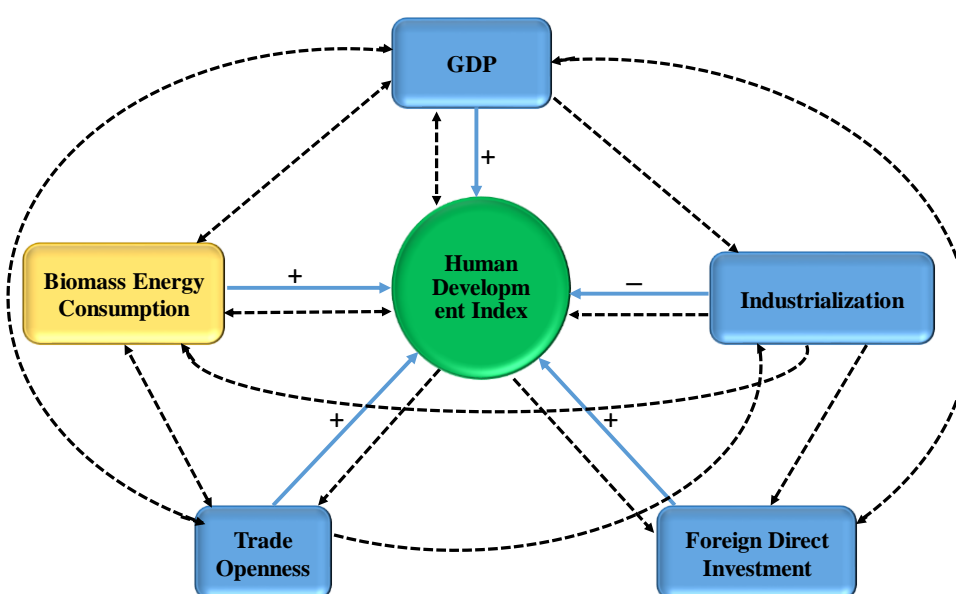 GDP
+
Human
Developm
ent Index
Biomass Energy
Consumption
+
–
Industrialization
+
+
Trade
Openness
Foreign Direct
Investment